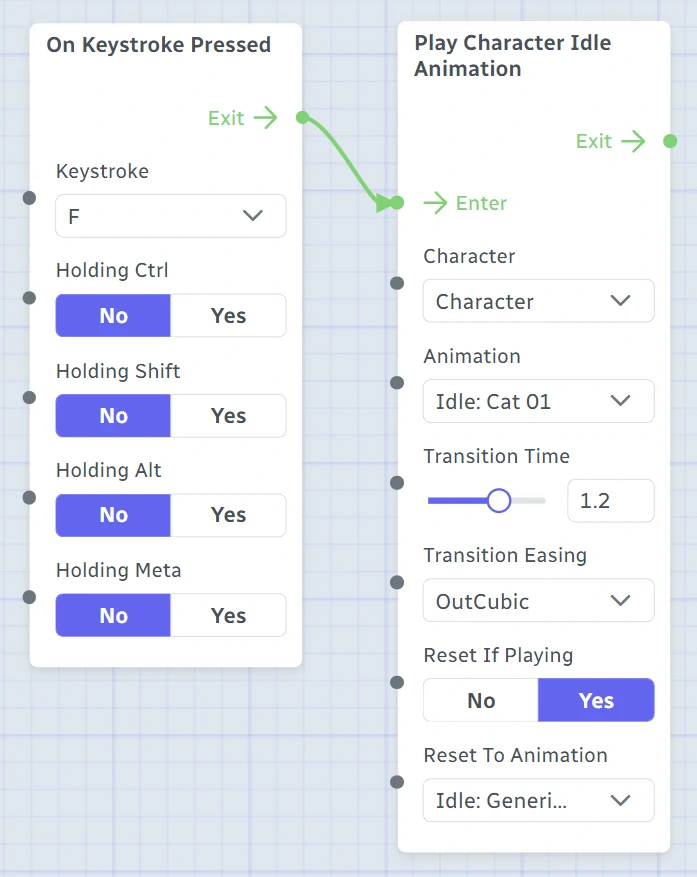 On Keystroke Pressed
Exit
Keystroke
F
Holding Ctrl
No Yes
Holding Shift
No Yes
Holding Alt
No Yes
Holding Meta
No Yes
Play Character Idle
Animation
Exit
Enter
Character
Character
Animation
Idle: Cat 01
Transition Time
1.2
Transition Easing
OutCubic
Reset If Playing
No Yes
Reset To Animation
Idle: Generi...